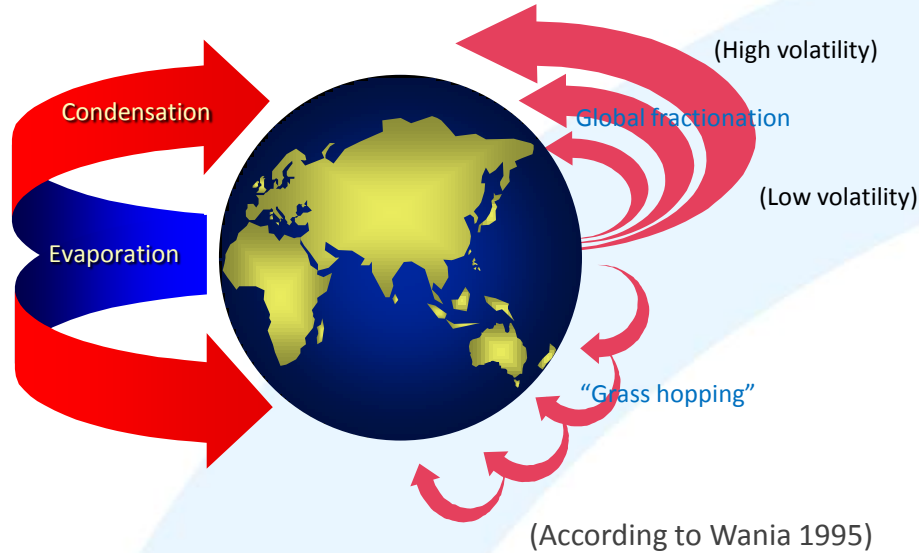 (High volatility)
Condensation
Global fractionation
(Low volatility)
Evaporation
“Grass hopping”
(According to Wania 1995)